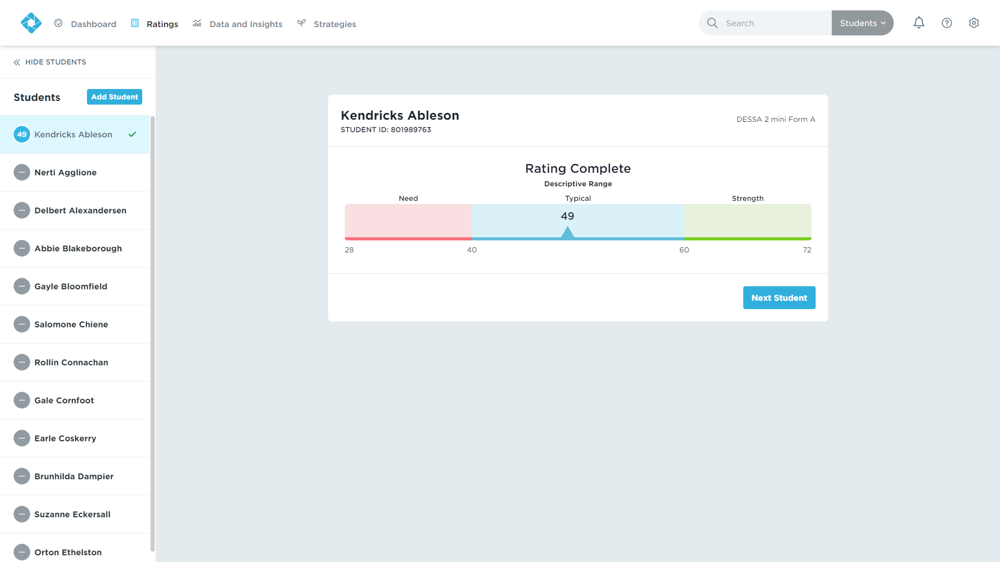 Dashboard
Ratings
Data and Insights
Strategies
Search
Students
HIDE STUDENTS
Students
Add Student
49 Kendricks Ableson
Nerti Agglione
Delbert Alexandersen
Abbie Blakeborough
Gayle Bloomfield
Salomone Chiene
Rollin Connachan
Gale Cornfoot
Earle Coskerry
Brunhilda Dampier
Suzanne Eckersall
Orton Ethelston
Kendricks Ableson
STUDENT ID: 801989763
DESSA 2 mini Form A
Rating Complete
Descriptive Range
Need Typical Strength
49
28 40 60 72
Next Student